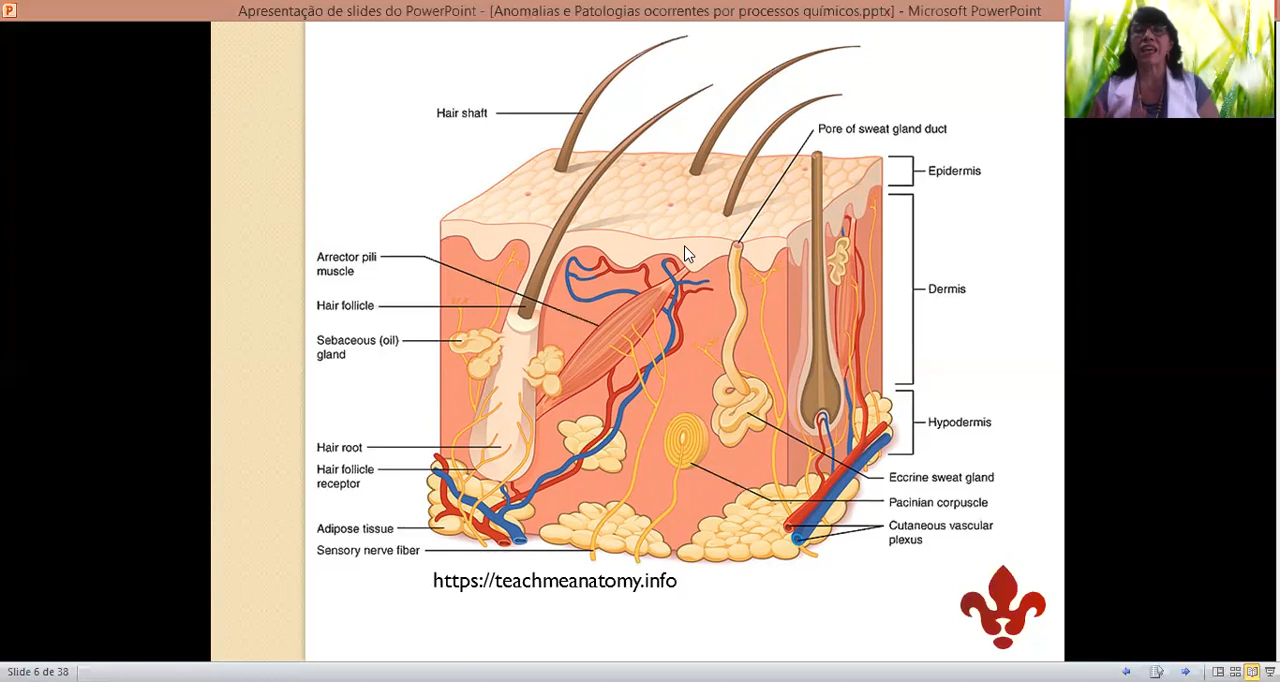 Apresentação de slides do PowerPoint - [Anomalias e Patologias ocorrentes por processos químicos.pptx] - Microsoft PowerPoint
Hair shaft
Pore of sweat gland duct
Epidermis
Arrector pili
muscle
Dermis
Hair follicle
Sebaceous (oil)
gland
Hypodermis
Hair root
Hair follicle
receptor
Eccrine sweat gland
Pacinian corpuscle
Adipose tissue
Cutaneous vascular
plexus
Sensory nerve fiber
https://teachmeanatomy.info
Slide 6 de 38